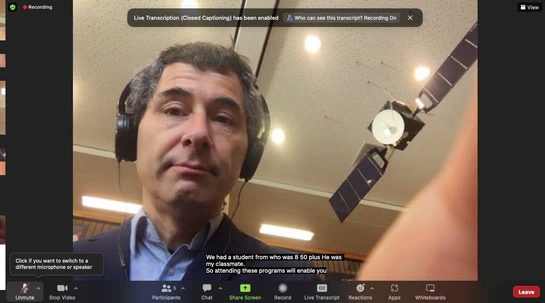 Recording
Live Transcription (Closed Captioning) has been enabled
Who can see this transcript? Recording On
View
We had a student from who was 8 50 plus He was
my classmate.
So attending these programs will enable you
Click if you want to switch to a
different microphone or speaker
Unmute
Stop Video
Participants
5
Chat
Share Screen
Record
Live Transcript
Reactions
Apps
Whiteboards
Leave